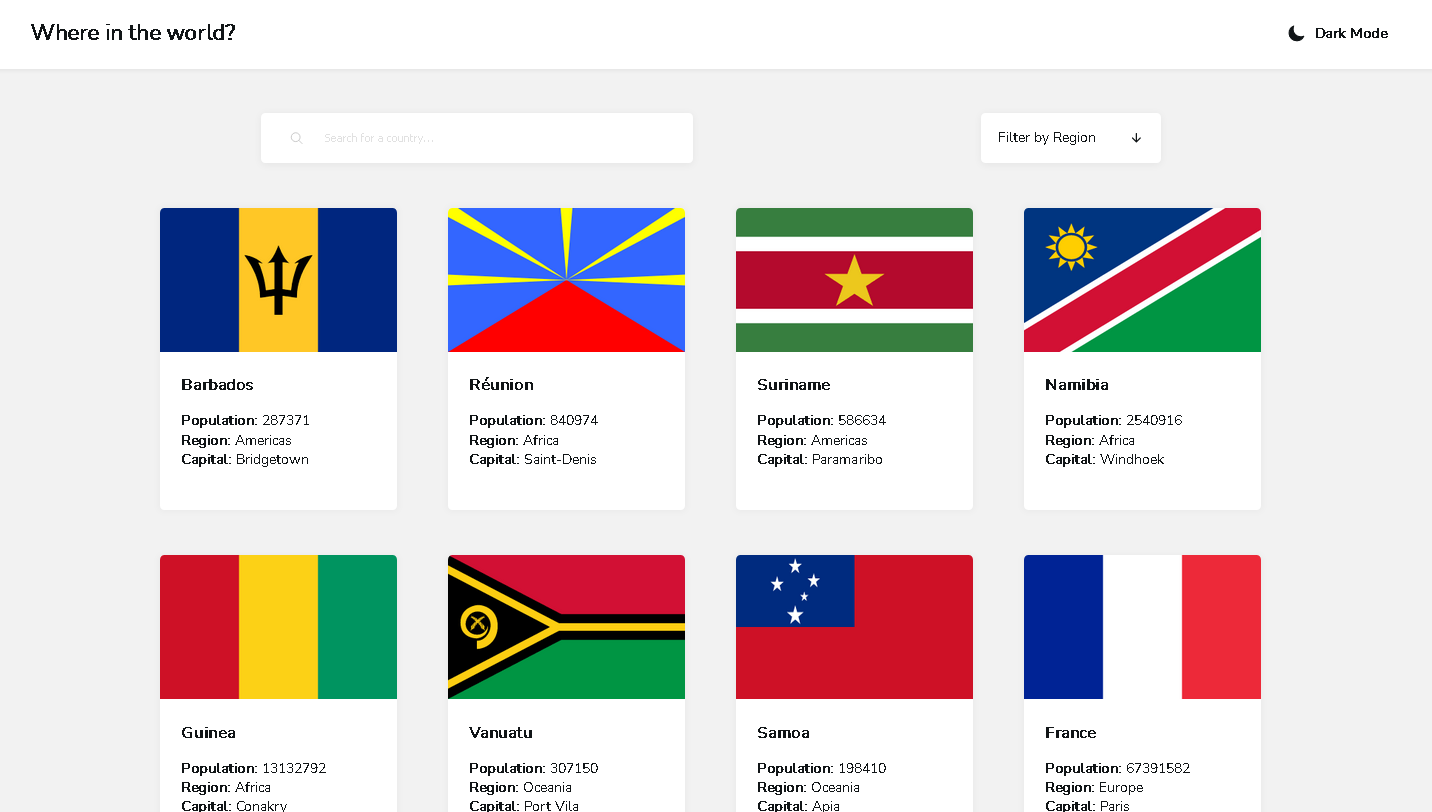 Where in the world?
Dark Mode
Search for a country...
Filter by Region
Barbados
Population: 287371
Region: Americas
Capital: Bridgetown
Réunion
Population: 840974
Region: Africa
Capital: Saint-Denis
Suriname
Population: 586634
Region: Americas
Capital: Paramaribo
Namibia
Population: 2540916
Region: Africa
Capital: Windhoek
Guinea
Population: 13132792
Region: Africa
Capital: Conakry
Vanuatu
Population: 307150
Region: Oceania
Capital: Port Vila
Samoa
Population: 198410
Region: Oceania
Capital: Apia
France
Population: 67391582
Region: Europe
Capital: Paris